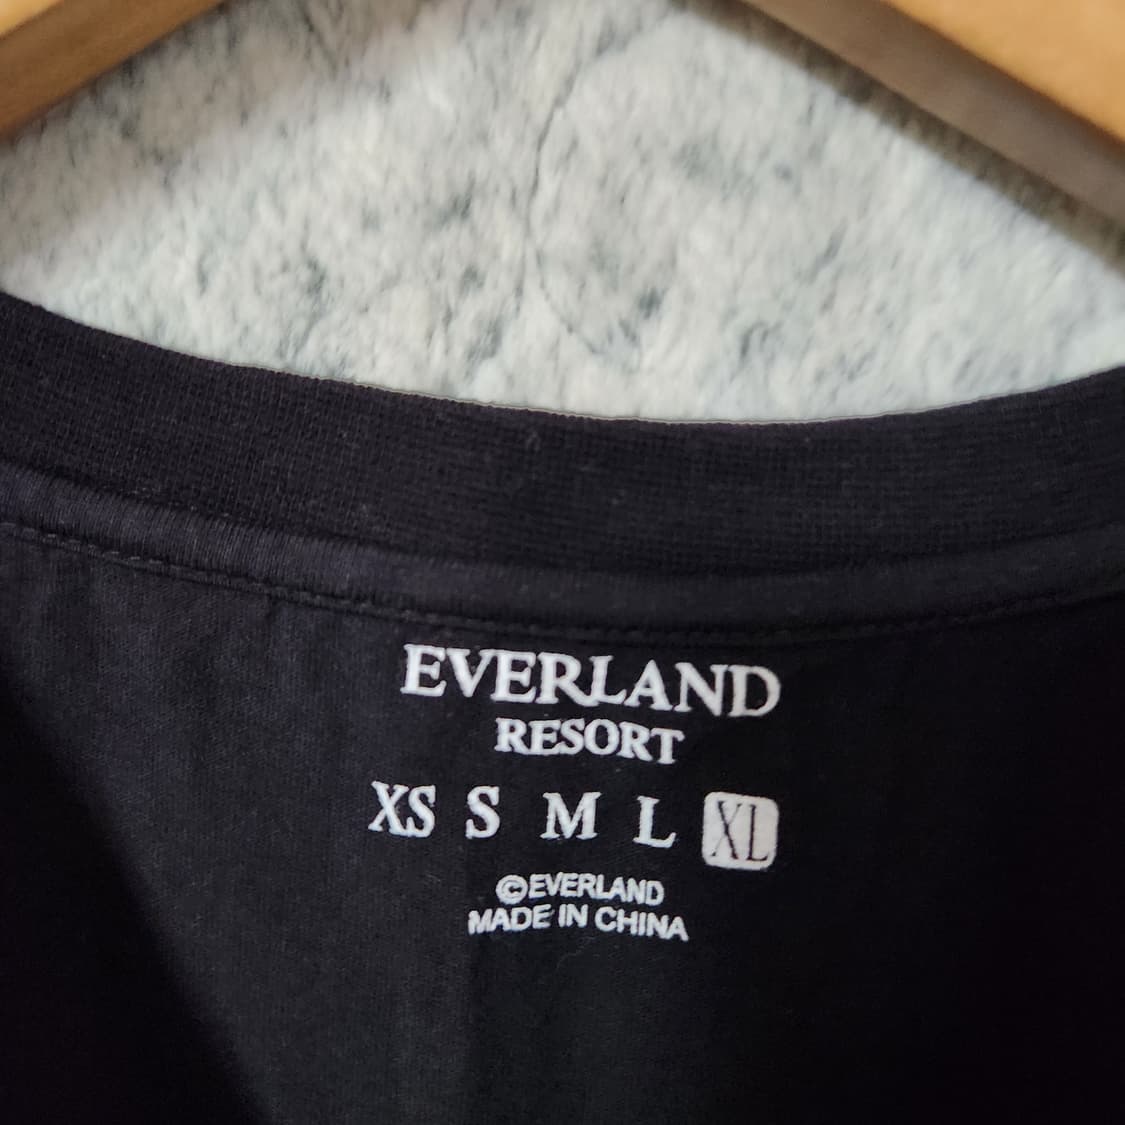 EVERLAND
RESORT
XS S M L XL
©EVERLAND
MADE IN CHINA